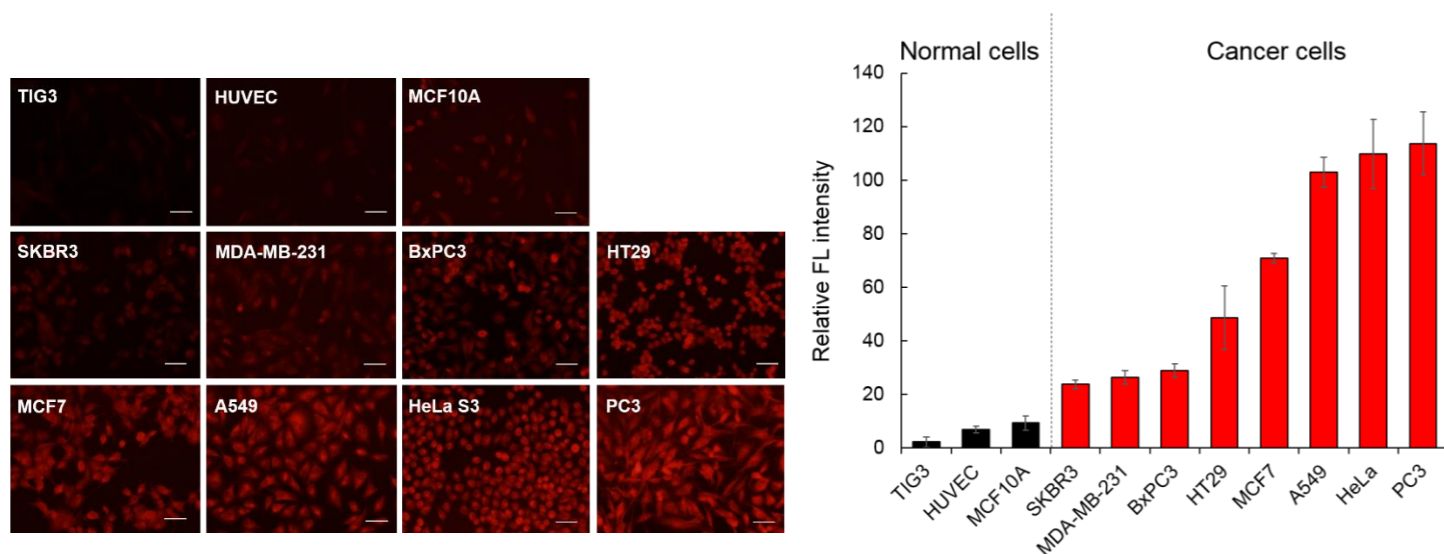 TIG3
HUVEC
MCF10A
SKBR3
MDA-MB-231
BxPC3
HT29
MCF7
A549
HeLa S3
PC3
Normal cells
Cancer cells
Relative FL intensity
140
120
100
80
60
40
20
0
TIG3
HUVEC
MCF10A
SKBR3
MDA-MB-231
BxPC3
HT29
MCF7
A549
HeLa
PC3